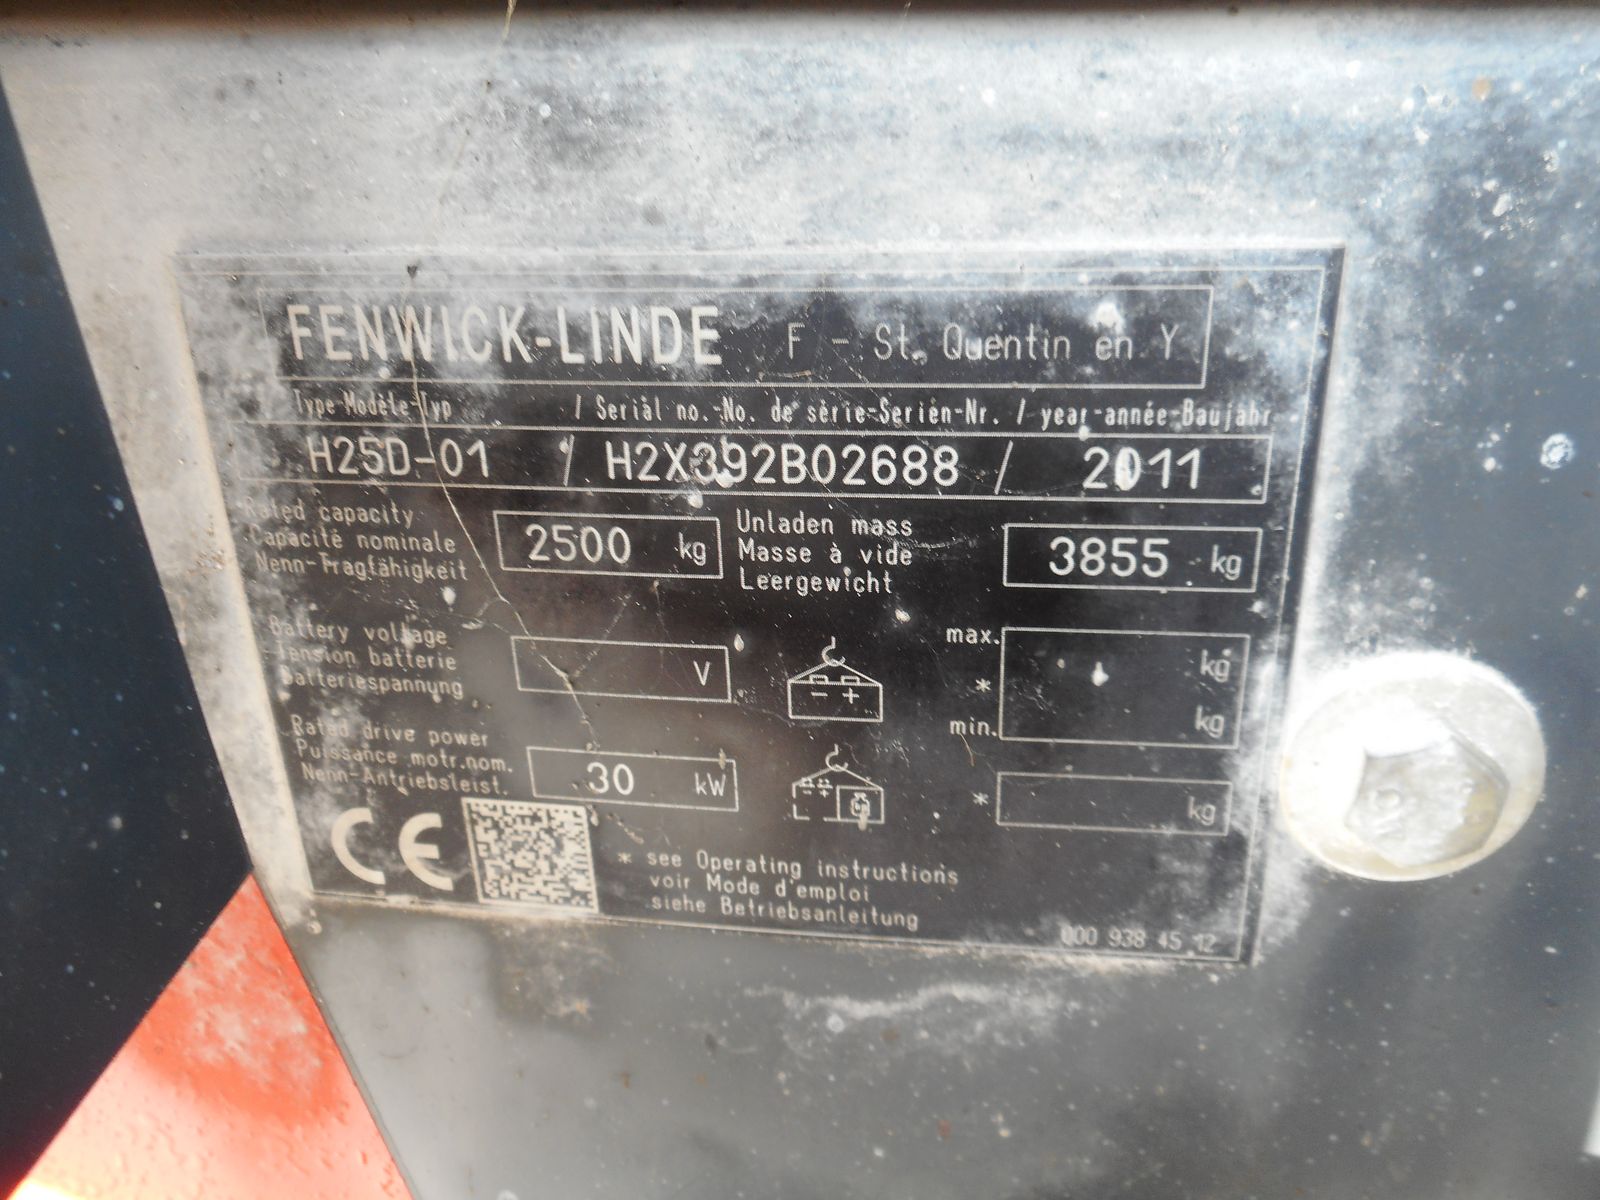 FENWICK-LINDE F - St. Quentin en Y
Type-Modèle-Typ / Serial no.-No. de série-Serien-Nr. / year-année-Baujahr
H25D-01 / H2X392B02688 / 2011
Rated capacity
Capacité nominale
Nenn-Tragfähigkeit
2500 kg
Unladen mass
Masse à vide
Leergewicht
3855 kg
Battery voltage
Tension batterie
Batteriespannung
V
- +
max. kg
*
min. kg
Rated drive power
Puissance motr.nom.
Nenn-Antriebsleist.
30 kW
- +
* kg
CE
* see Operating instructions
voir Mode d'emploi
siehe Betriebsanleitung
000 938 45 12